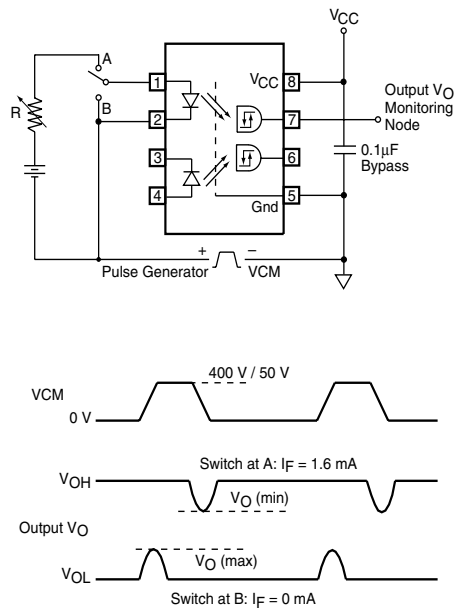 VCC
A
1
VCC
8
Output VO
Monitoring
Node
R
B
2
7
3
6
0.1µF
Bypass
4
5
Gnd
+
−
Pulse Generator
VCM
400 V / 50 V
VCM
0 V
Switch at A: IF = 1.6 mA
VOH
VO (min)
Output VO
VO (max)
VOL
Switch at B: IF = 0 mA